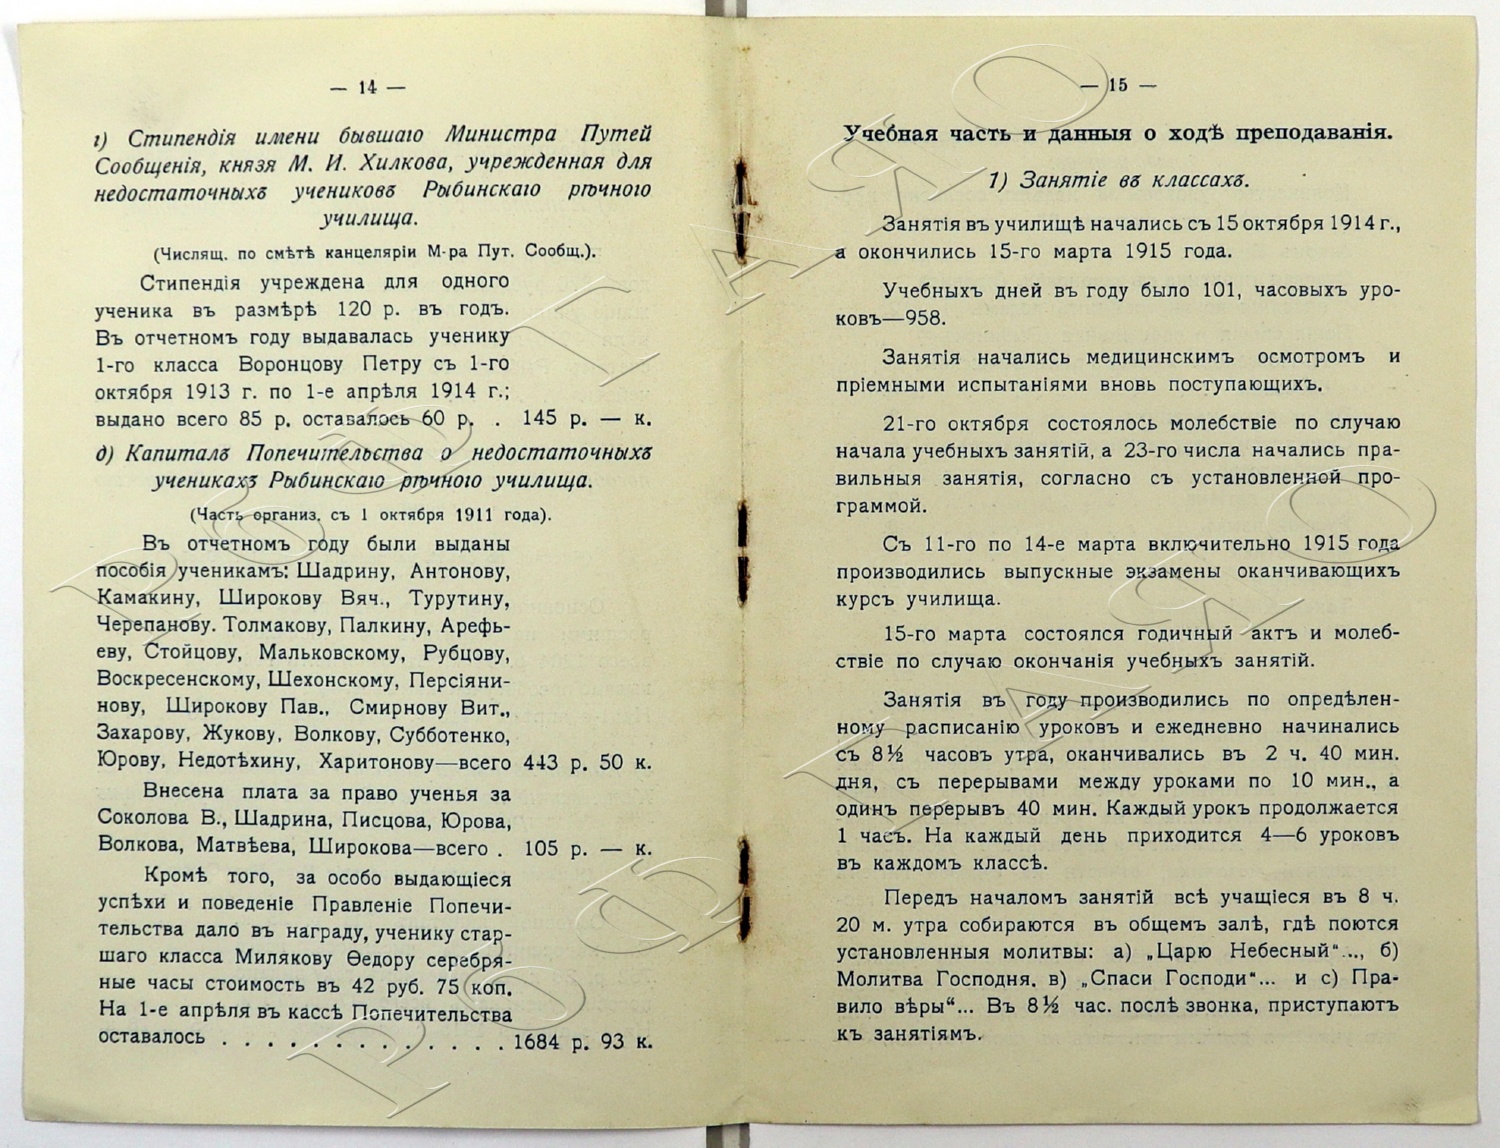 — 14 —
г) Стипендія имени бывшаго Министра Путей
Сообщенія, князя М. И. Хилкова, учрежденная для
недостаточныхъ учениковъ Рыбинскаго рѣчного
училища.
(Числящ. по смѣтѣ канцеляріи М-ра Пут. Сообщ.).
Стипендія учреждена для одного
ученика въ размѣрѣ 120 р. въ годъ.
Въ отчетномъ году выдавалась ученику
1-го класса Воронцову Петру съ 1-го
октября 1913 г. по 1-е апрѣля 1914 г.;
выдано всего 85 р. оставалось 60 р. . 145 р. — к.
д) Капиталъ Попечительства о недостаточныхъ
ученикахъ Рыбинскаго рѣчного училища.
(Часть организ. съ 1 октября 1911 года).
Въ отчетномъ году были выданы
пособія ученикамъ: Шадрину, Антонову,
Камакину, Широкову Вяч., Турутину,
Черепанову. Толмакову, Палкину, Арефь-
еву, Стойцову, Мальковскому, Рубцову,
Воскресенскому, Шехонскому, Персіяни-
нову, Широкову Пав., Смирнову Вит.,
Захарову, Жукову, Волкову, Субботенко,
Юрову, Недотѣхину, Харитонову—всего 443 р. 50 к.
Внесена плата за право ученья за
Соколова В., Шадрина, Писцова, Юрова,
Волкова, Матвѣева, Широкова—всего . 105 р. — к.
Кромѣ того, за особо выдающіеся
успѣхи и поведеніе Правленіе Попечи-
тельства дало въ награду, ученику стар-
шаго класса Милякову Ѳедору серебря-
ные часы стоимость въ 42 руб. 75 коп.
На 1-е апрѣля въ кассѣ Попечительства
оставалось . . . . . . . . . . . . . 1684 р. 93 к.
— 15 —
Учебная часть и данныя о ходѣ преподаванія.
1) Занятіе въ классахъ.
Занятія въ училищѣ начались съ 15 октября 1914 г.,
а окончились 15-го марта 1915 года.
Учебныхъ дней въ году было 101, часовыхъ уро-
ковъ—958.
Занятія начались медицинскимъ осмотромъ и
пріемными испытаніями вновь поступающихъ.
21-го октября состоялось молебствіе по случаю
начала учебныхъ занятій, а 23-го числа начались пра-
вильныя занятія, согласно съ установленной про-
граммой.
Съ 11-го по 14-е марта включительно 1915 года
производились выпускные экзамены оканчивающихъ
курсъ училища.
15-го марта состоялся годичный актъ и молеб-
ствіе по случаю окончанія учебныхъ занятій.
Занятія въ году производились по опредѣлен-
ному расписанію уроковъ и ежедневно начинались
съ 8½ часовъ утра, оканчивались въ 2 ч. 40 мин.
дня, съ перерывами между уроками по 10 мин., а
одинъ перерывъ 40 мин. Каждый урокъ продолжается
1 часъ. На каждый день приходится 4—6 уроковъ
въ каждомъ классѣ.
Передъ началомъ занятій всѣ учащіеся въ 8 ч.
20 м. утра собираются въ общемъ залѣ, гдѣ поются
установленныя молитвы: а) „Царю Небесный“..., б)
Молитва Господня. в) „Спаси Господи“... и с) Пра-
вило вѣры“... Въ 8½ час. послѣ звонка, приступаютъ
къ занятіямъ.